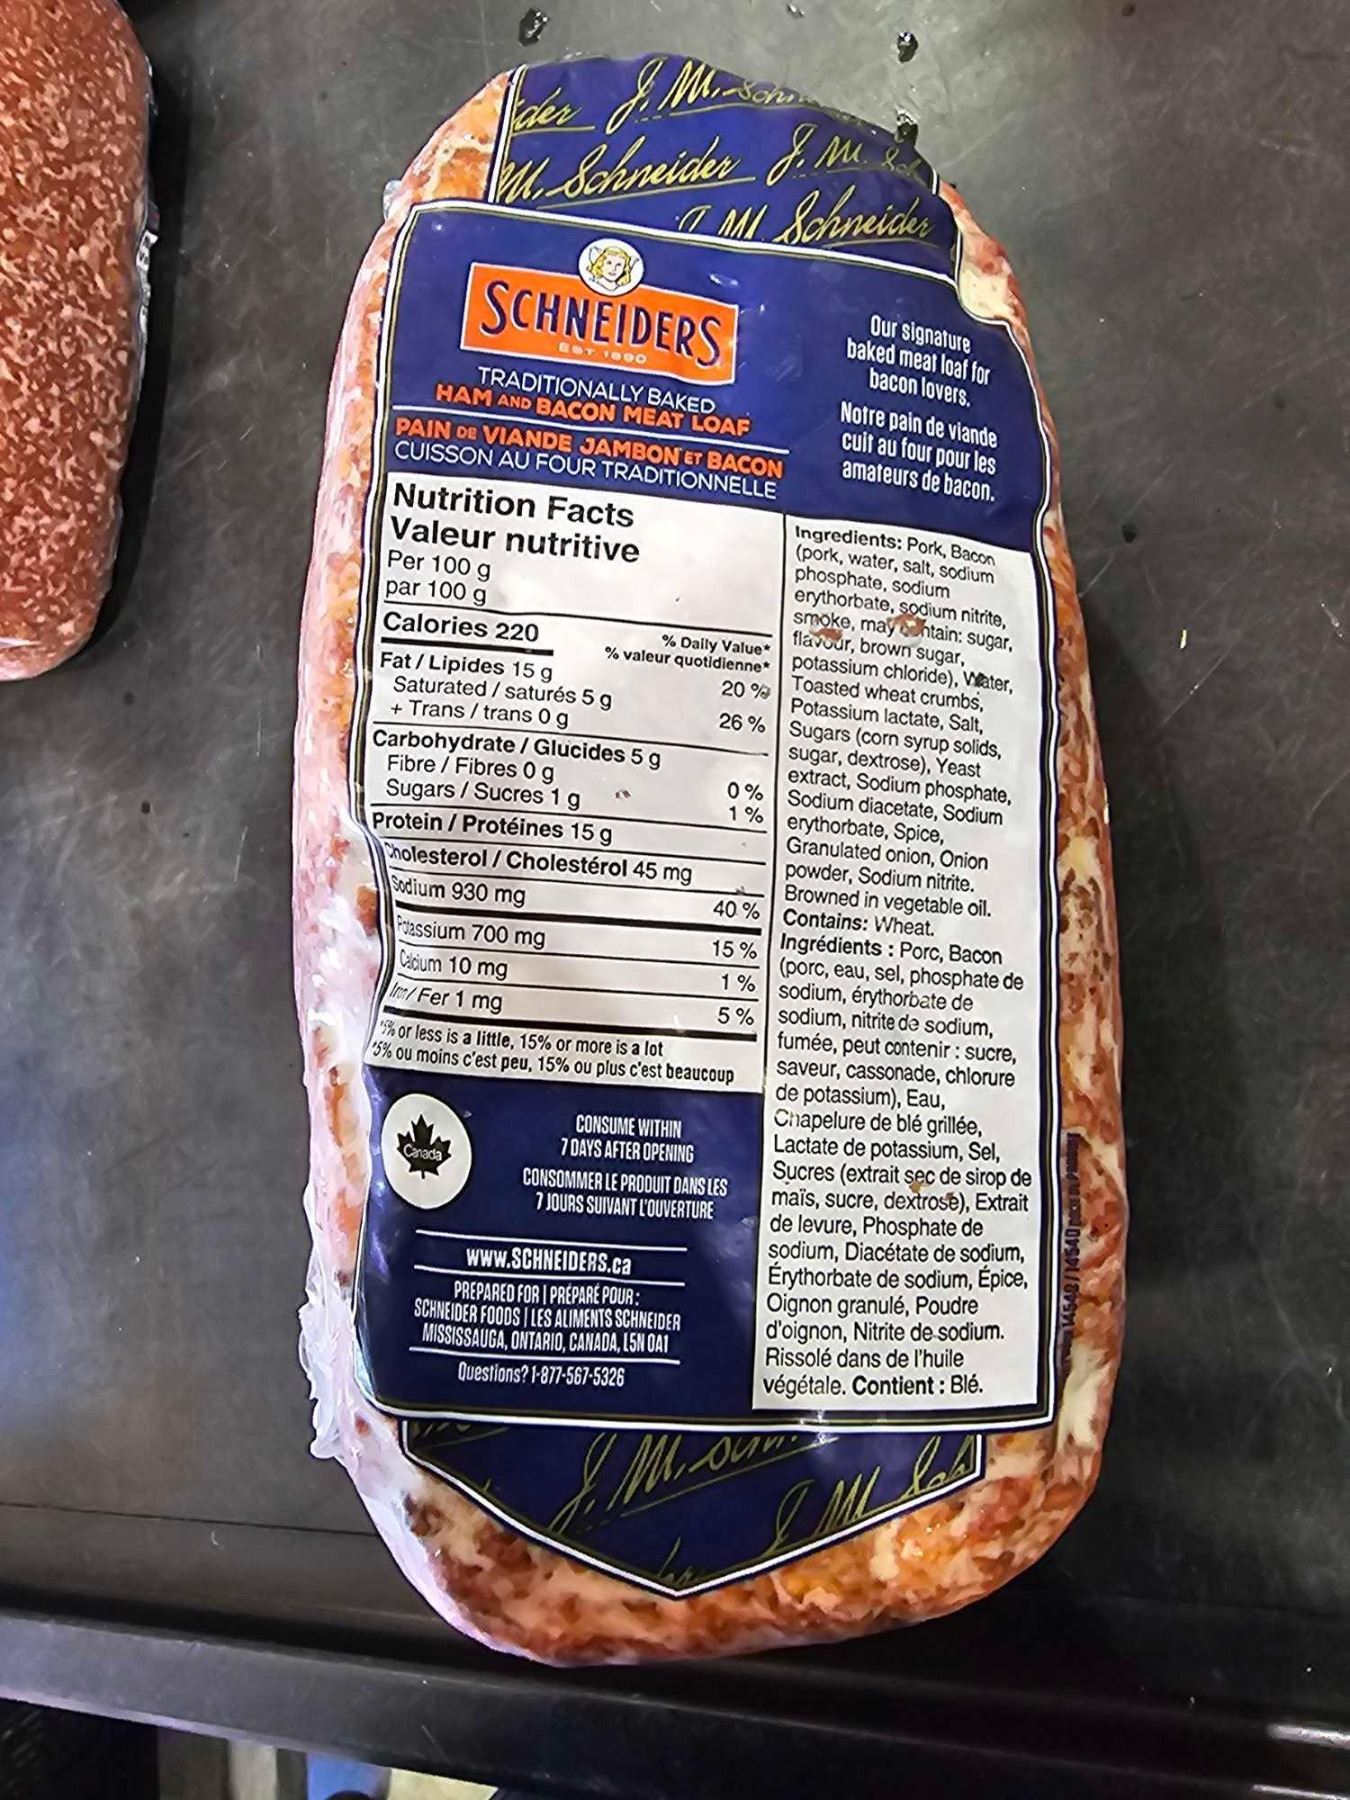 der J. M. Schn
M. Schneider J. M. Sch
J. M. Schneider
SCHNEIDERS
EST 1890
TRADITIONALLY BAKED
HAM AND BACON MEAT LOAF
PAIN DE VIANDE JAMBON ET BACON
CUISSON AU FOUR TRADITIONNELLE
Our signature
baked meat loaf for
bacon lovers.
Notre pain de viande
cuit au four pour les
amateurs de bacon.
Nutrition Facts
Valeur nutritive
Per 100 g
par 100 g
Calories 220
% Daily Value*
% valeur quotidienne*
Fat / Lipides 15 g 20 %
Saturated / saturés 5 g
+ Trans / trans 0 g 26 %
Carbohydrate / Glucides 5 g
Fibre / Fibres 0 g 0 %
Sugars / Sucres 1 g 1 %
Protein / Protéines 15 g
Cholesterol / Cholestérol 45 mg
Sodium 930 mg 40 %
Potassium 700 mg 15 %
Calcium 10 mg 1 %
Iron / Fer 1 mg 5 %
*5% or less is a little, 15% or more is a lot
*5% ou moins c'est peu, 15% ou plus c'est beaucoup
Ingredients: Pork, Bacon
(pork, water, salt, sodium
phosphate, sodium
erythorbate, sodium nitrite,
smoke, may contain: sugar,
flavour, brown sugar,
potassium chloride), Water,
Toasted wheat crumbs,
Potassium lactate, Salt,
Sugars (corn syrup solids,
sugar, dextrose), Yeast
extract, Sodium phosphate,
Sodium diacetate, Sodium
erythorbate, Spice,
Granulated onion, Onion
powder, Sodium nitrite.
Browned in vegetable oil.
Contains: Wheat.
Ingrédients : Porc, Bacon
(porc, eau, sel, phosphate de
sodium, érythorbate de
sodium, nitrite de sodium,
fumée, peut contenir : sucre,
saveur, cassonade, chlorure
de potassium), Eau,
Chapelure de blé grillée,
Lactate de potassium, Sel,
Sucres (extrait sec de sirop de
maïs, sucre, dextrose), Extrait
de levure, Phosphate de
sodium, Diacétate de sodium,
Érythorbate de sodium, Épice,
Oignon granulé, Poudre
d'oignon, Nitrite de sodium.
Rissolé dans de l'huile
végétale. Contient : Blé.
Canada
CONSUME WITHIN
7 DAYS AFTER OPENING
CONSOMMER LE PRODUIT DANS LES
7 JOURS SUIVANT L'OUVERTURE
www.SCHNEIDERS.ca
PREPARED FOR | PRÉPARÉ POUR :
SCHNEIDER FOODS | LES ALIMENTS SCHNEIDER
MISSISSAUGA, ONTARIO, CANADA, L5N 0A1
Questions? 1-877-567-5326
14540 / 14540
J. M.
J. M.